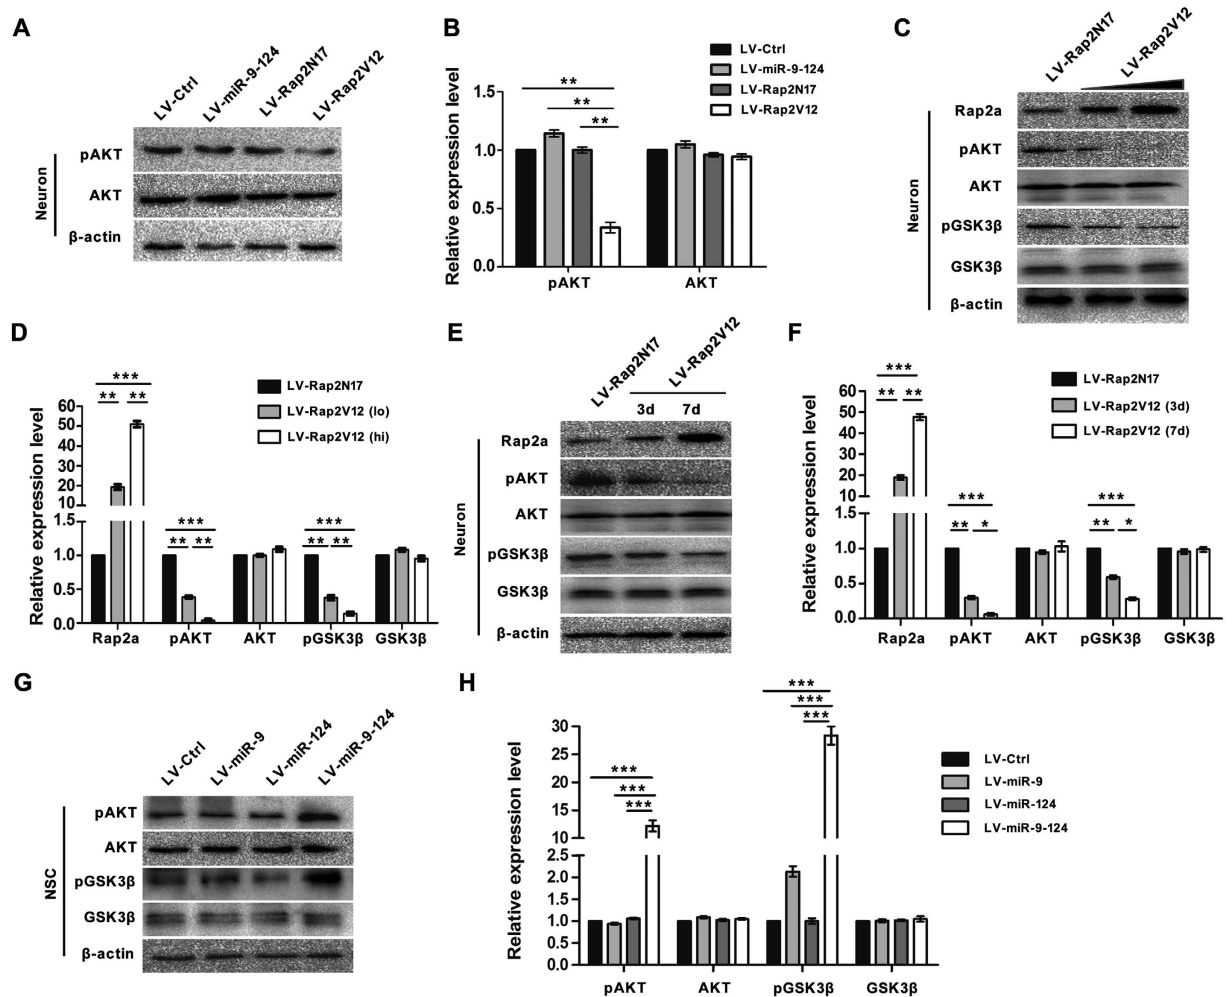 A
LV-Ctrl
LV-miR-9-124
LV-Rap2N17
LV-Rap2V12
Neuron
pAKT
AKT
β-actin
B
LV-Ctrl
LV-miR-9-124
LV-Rap2N17
LV-Rap2V12
Relative expression level
1.5
1.0
0.5
0.0
**
**
**
pAKT AKT
C
LV-Rap2N17
LV-Rap2V12
Neuron
Rap2a
pAKT
AKT
pGSK3β
GSK3β
β-actin
D
LV-Rap2N17
LV-Rap2V12 (lo)
LV-Rap2V12 (hi)
Relative expression level
60
50
40
30
20
10
1.5
1.0
0.5
0.0
***
** **
***
** **
***
** **
Rap2a pAKT AKT pGSK3β GSK3β
E
LV-Rap2N17
LV-Rap2V12
3d 7d
Neuron
Rap2a
pAKT
AKT
pGSK3β
GSK3β
β-actin
F
LV-Rap2N17
LV-Rap2V12 (3d)
LV-Rap2V12 (7d)
Relative expression level
60
50
40
30
20
10
1.5
1.0
0.5
0.0
***
** **
***
** *
***
** *
Rap2a pAKT AKT pGSK3β GSK3β
G
LV-Ctrl
LV-miR-9
LV-miR-124
LV-miR-9-124
NSC
pAKT
AKT
pGSK3β
GSK3β
β-actin
H
LV-Ctrl
LV-miR-9
LV-miR-124
LV-miR-9-124
Relative expression level
30
25
20
15
10
2.5
2.0
1.5
1.0
0.5
0.0
***
***
***
***
***
***
pAKT AKT pGSK3β GSK3β